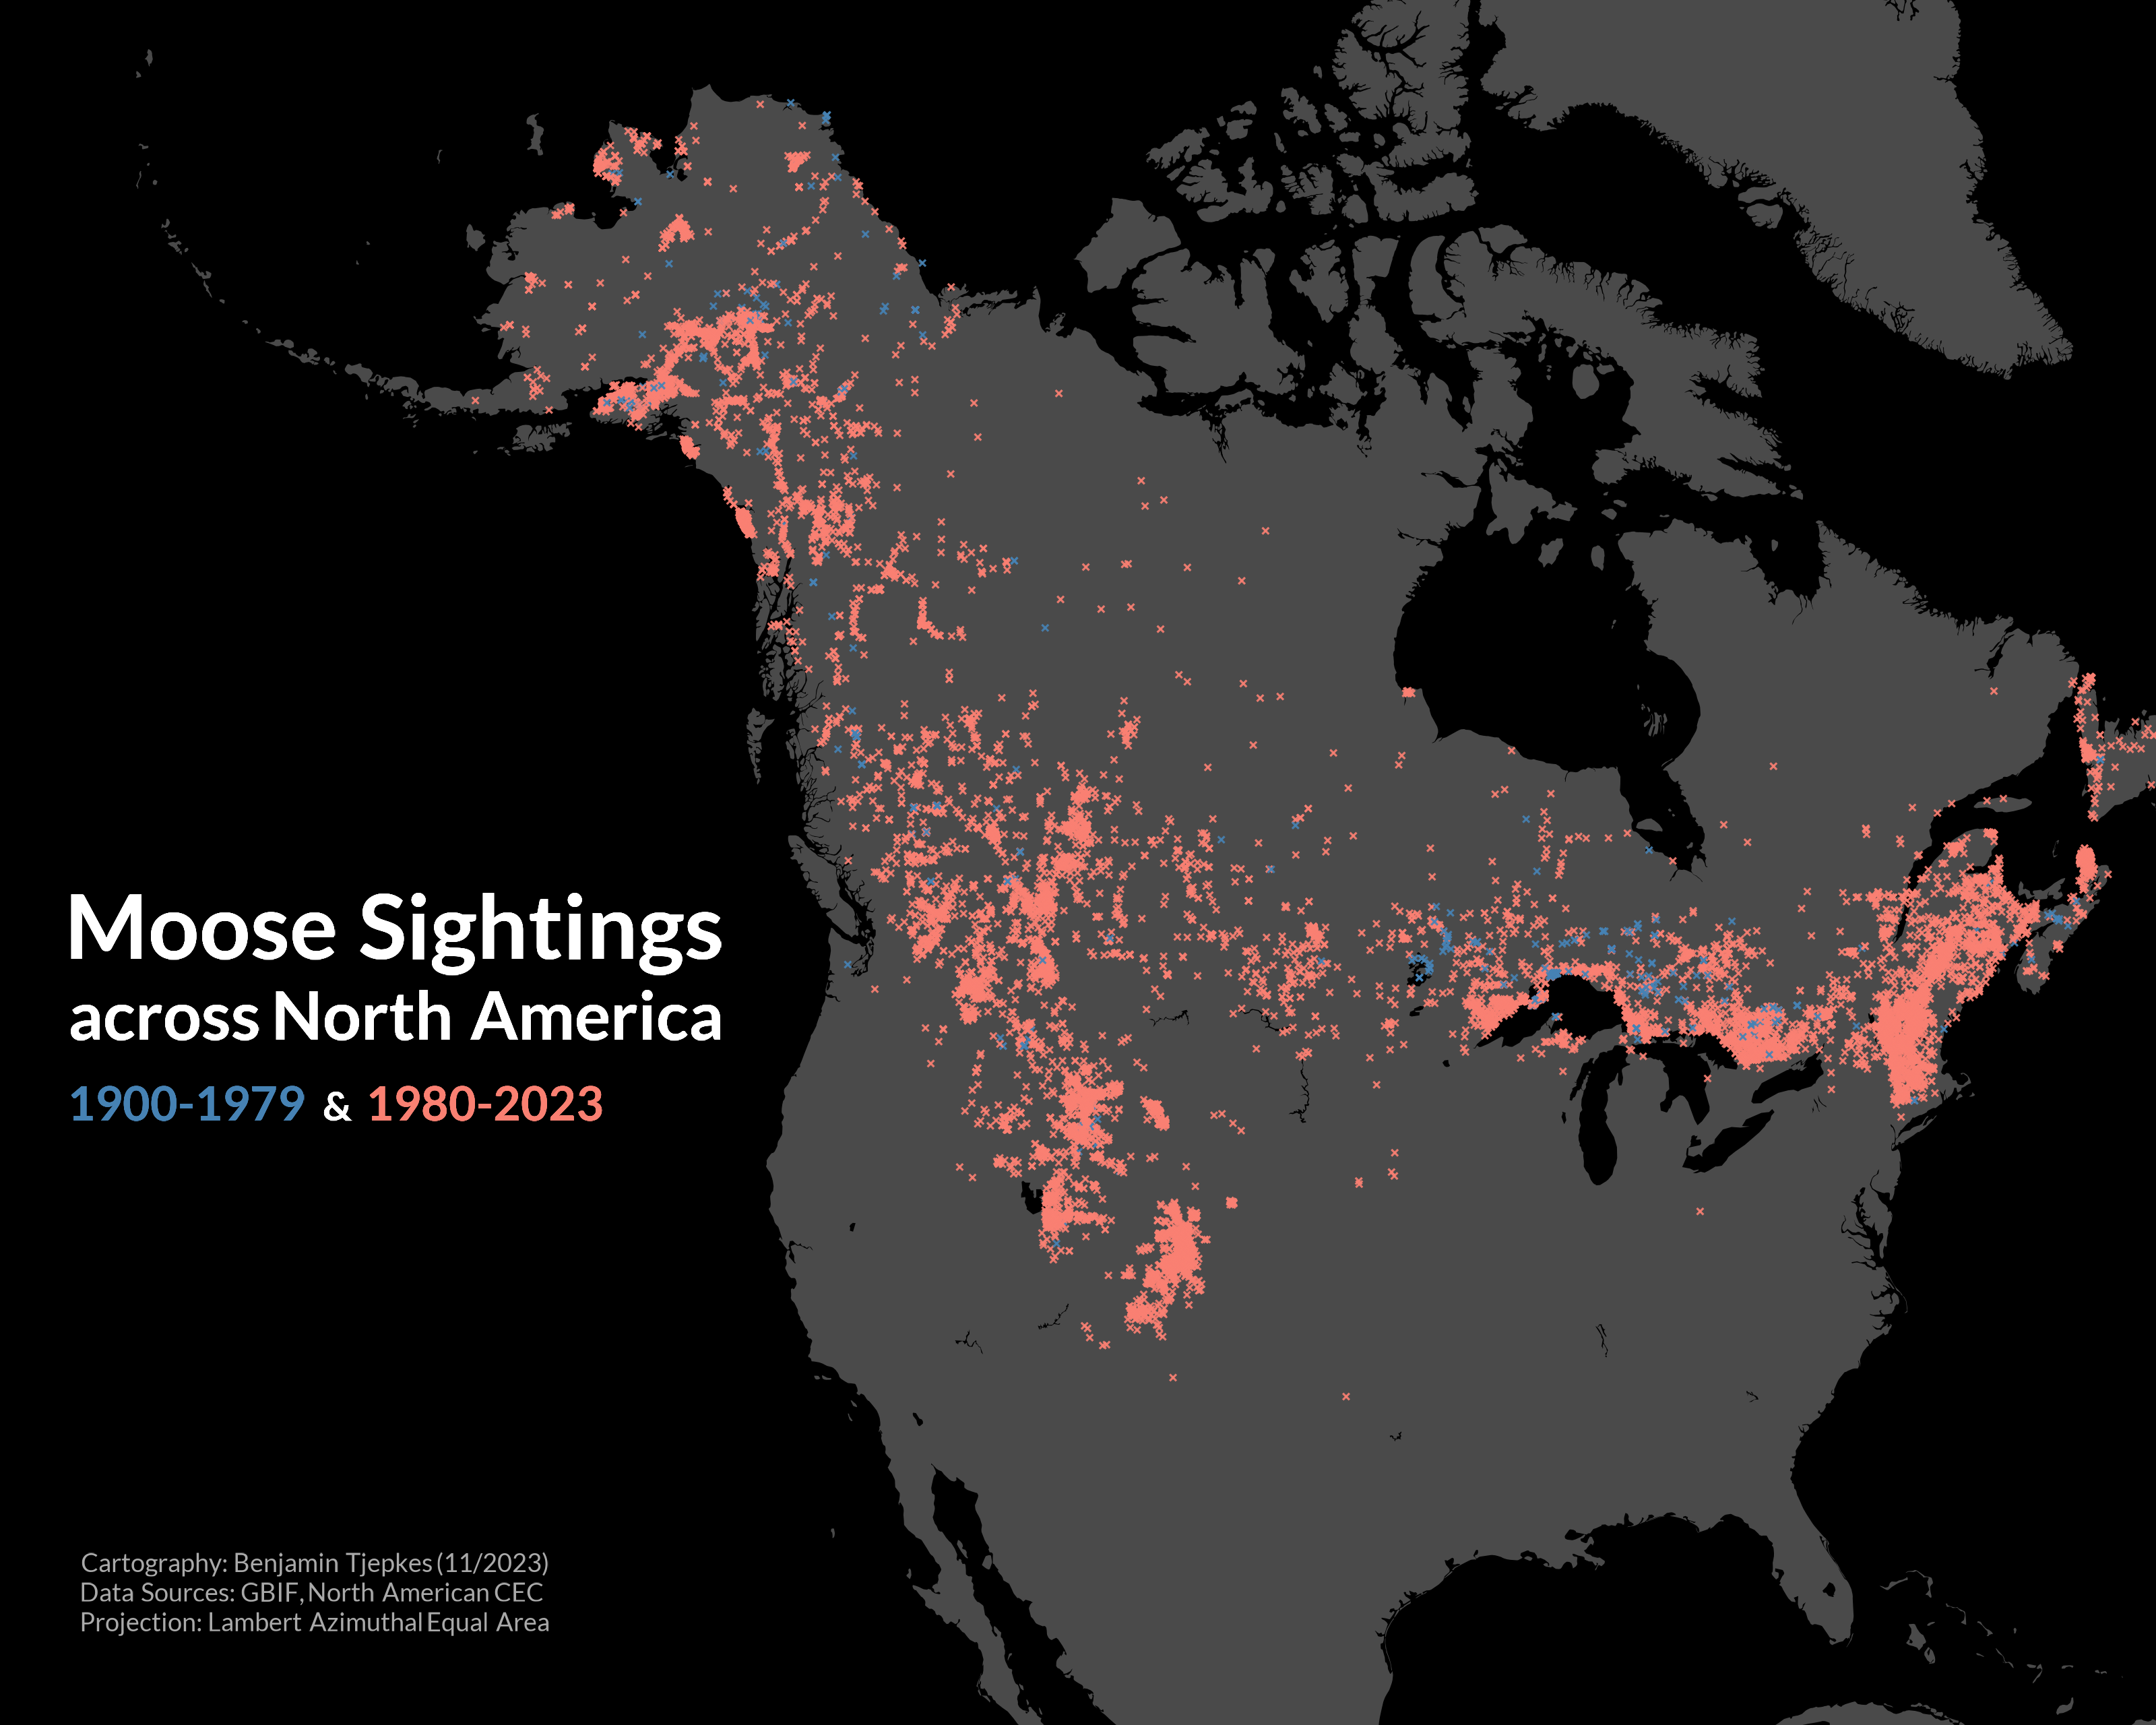 Moose Sightings
across North America
1900-1979 & 1980-2023
Cartography: Benjamin Tjepkes (11/2023)
Data Sources: GBIF, North American CEC
Projection: Lambert Azimuthal Equal Area